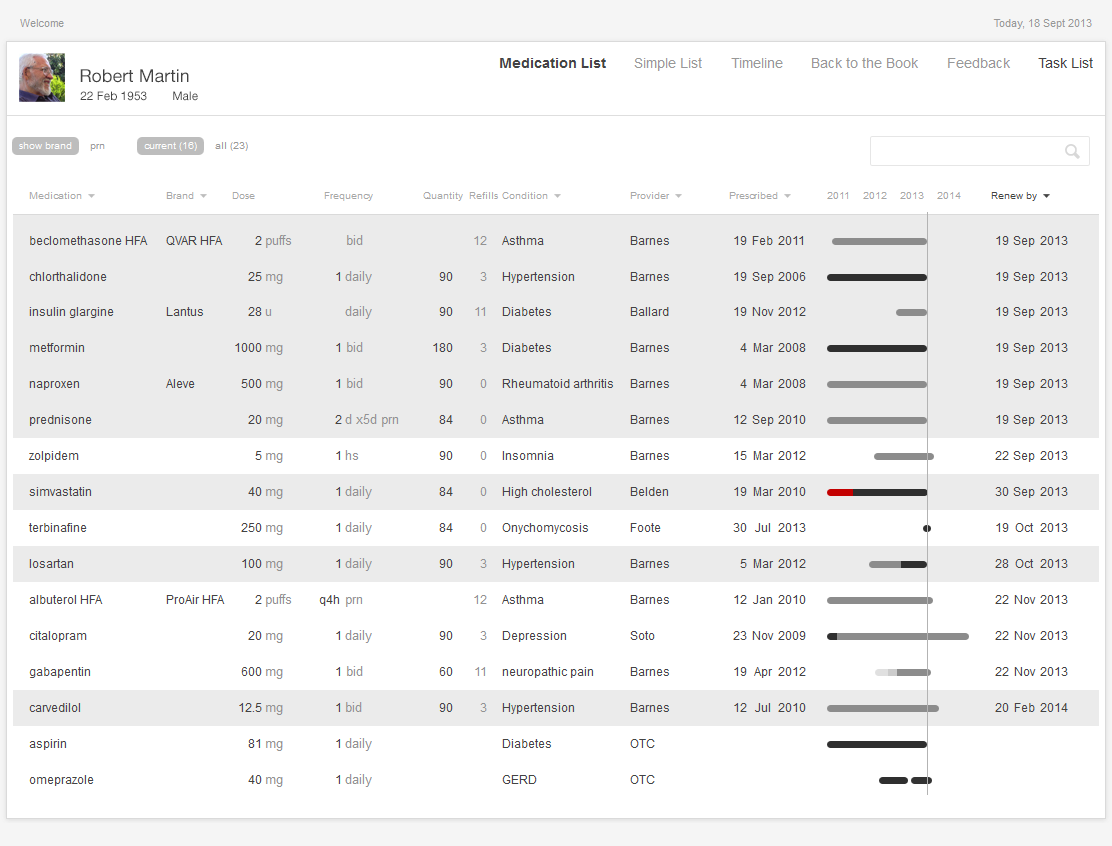 Welcome Today, 18 Sept 2013
Robert Martin Medication List Simple List Timeline Back to the Book Feedback Task List
22 Feb 1953 Male
show brand prn current (16) all (23)
Medication Brand Dose Frequency Quantity Refills Condition Provider Prescribed 2011 2012 2013 2014 Renew by
beclomethasone HFA QVAR HFA 2 puffs bid 12 Asthma Barnes 19 Feb 2011 19 Sep 2013
chlorthalidone 25 mg 1 daily 90 3 Hypertension Barnes 19 Sep 2006 19 Sep 2013
insulin glargine Lantus 28 u daily 90 11 Diabetes Ballard 19 Nov 2012 19 Sep 2013
metformin 1000 mg 1 bid 180 3 Diabetes Barnes 4 Mar 2008 19 Sep 2013
naproxen Aleve 500 mg 1 bid 90 0 Rheumatoid arthritis Barnes 4 Mar 2008 19 Sep 2013
prednisone 20 mg 2 d x5d prn 84 0 Asthma Barnes 12 Sep 2010 19 Sep 2013
zolpidem 5 mg 1 hs 90 0 Insomnia Barnes 15 Mar 2012 22 Sep 2013
simvastatin 40 mg 1 daily 84 0 High cholesterol Belden 19 Mar 2010 30 Sep 2013
terbinafine 250 mg 1 daily 84 0 Onychomycosis Foote 30 Jul 2013 19 Oct 2013
losartan 100 mg 1 daily 90 3 Hypertension Barnes 5 Mar 2012 28 Oct 2013
albuterol HFA ProAir HFA 2 puffs q4h prn 12 Asthma Barnes 12 Jan 2010 22 Nov 2013
citalopram 20 mg 1 daily 90 3 Depression Soto 23 Nov 2009 22 Nov 2013
gabapentin 600 mg 1 bid 60 11 neuropathic pain Barnes 19 Apr 2012 22 Nov 2013
carvedilol 12.5 mg 1 bid 90 3 Hypertension Barnes 12 Jul 2010 20 Feb 2014
aspirin 81 mg 1 daily Diabetes OTC
omeprazole 40 mg 1 daily GERD OTC